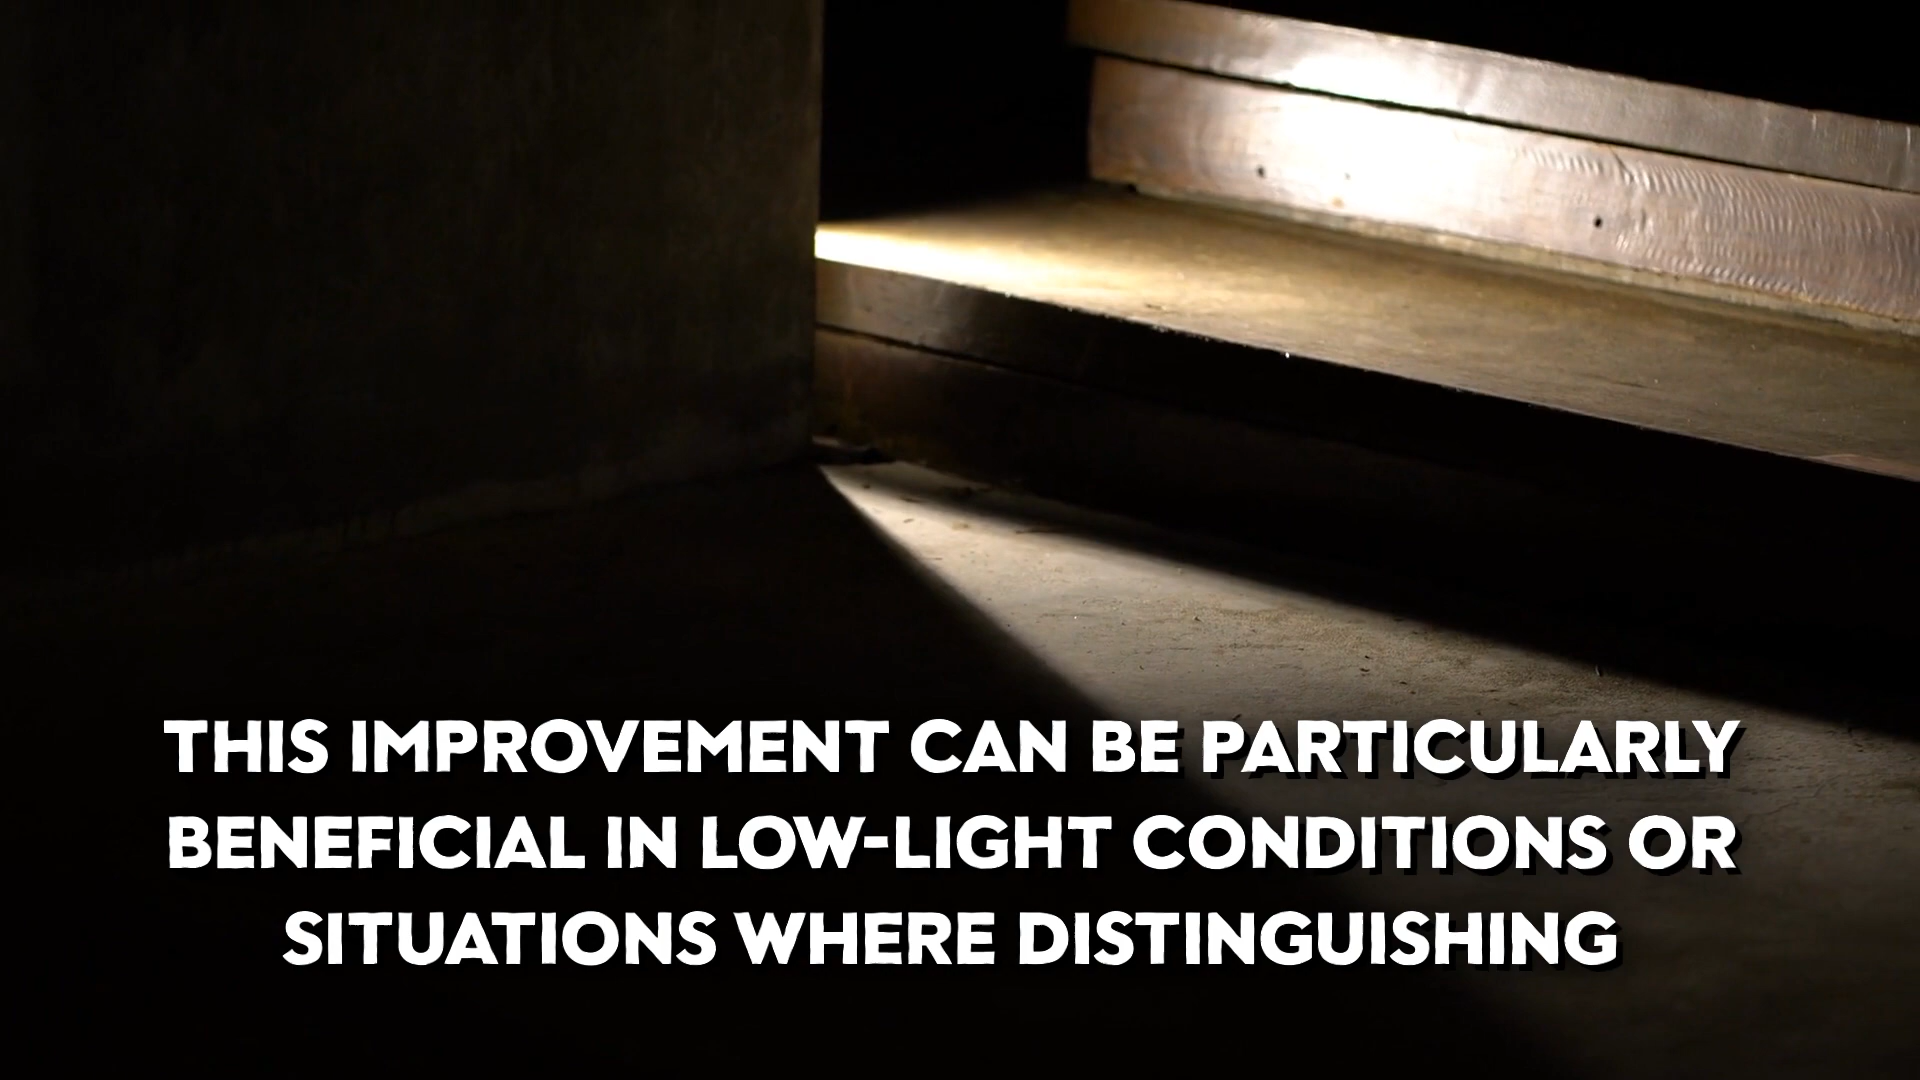 THIS IMPROVEMENT CAN BE PARTICULARLY
BENEFICIAL IN LOW-LIGHT CONDITIONS OR
SITUATIONS WHERE DISTINGUISHING